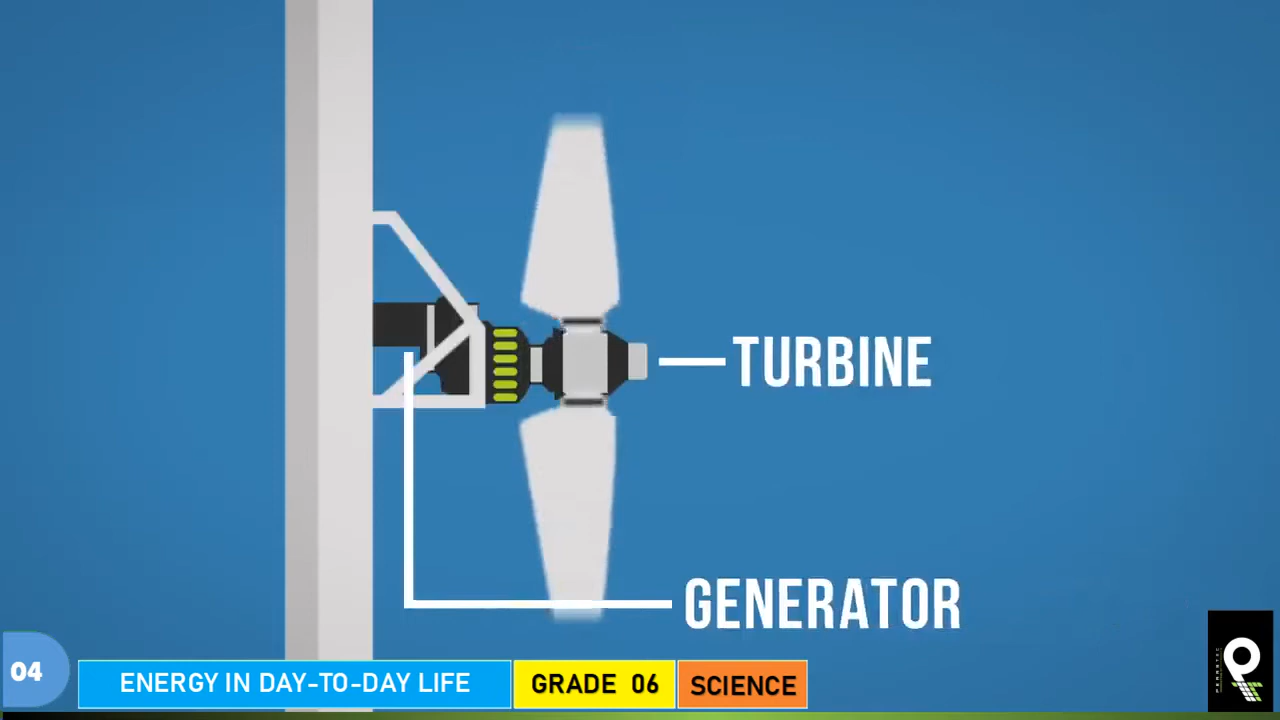 TURBINE
GENERATOR
04
ENERGY IN DAY-TO-DAY LIFE
GRADE 06
SCIENCE